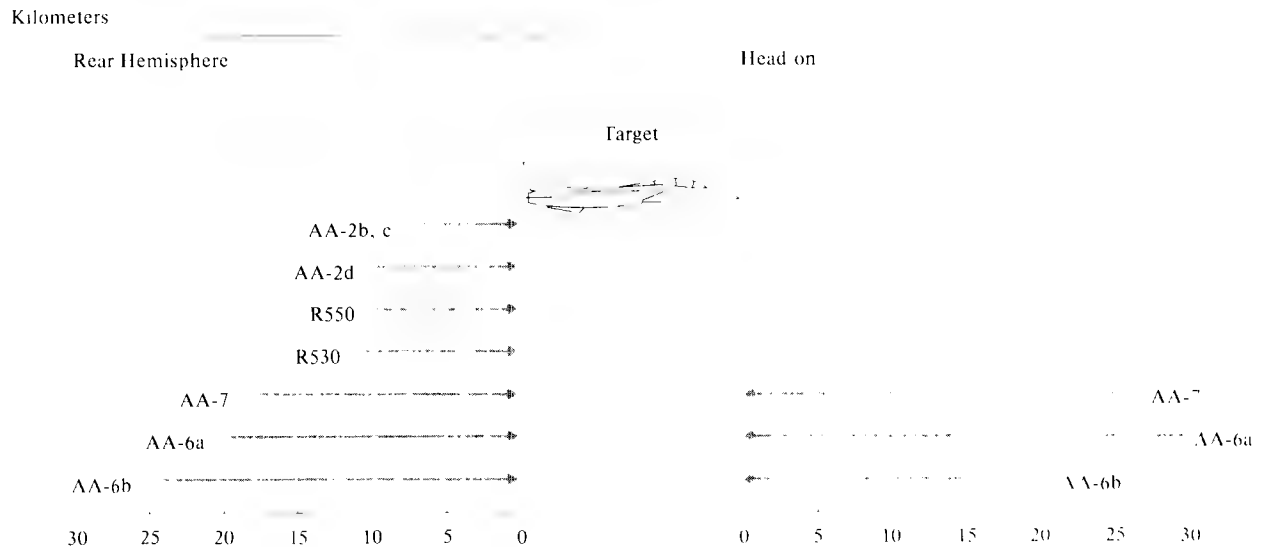 Kilometers
Rear Hemisphere Head on
Target
AA-2b, c
AA-2d
R550
R530
AA-7 AA-7
AA-6a AA-6a
AA-6b AA-6b
30 25 20 15 10 5 0 0 5 10 15 20 25 30